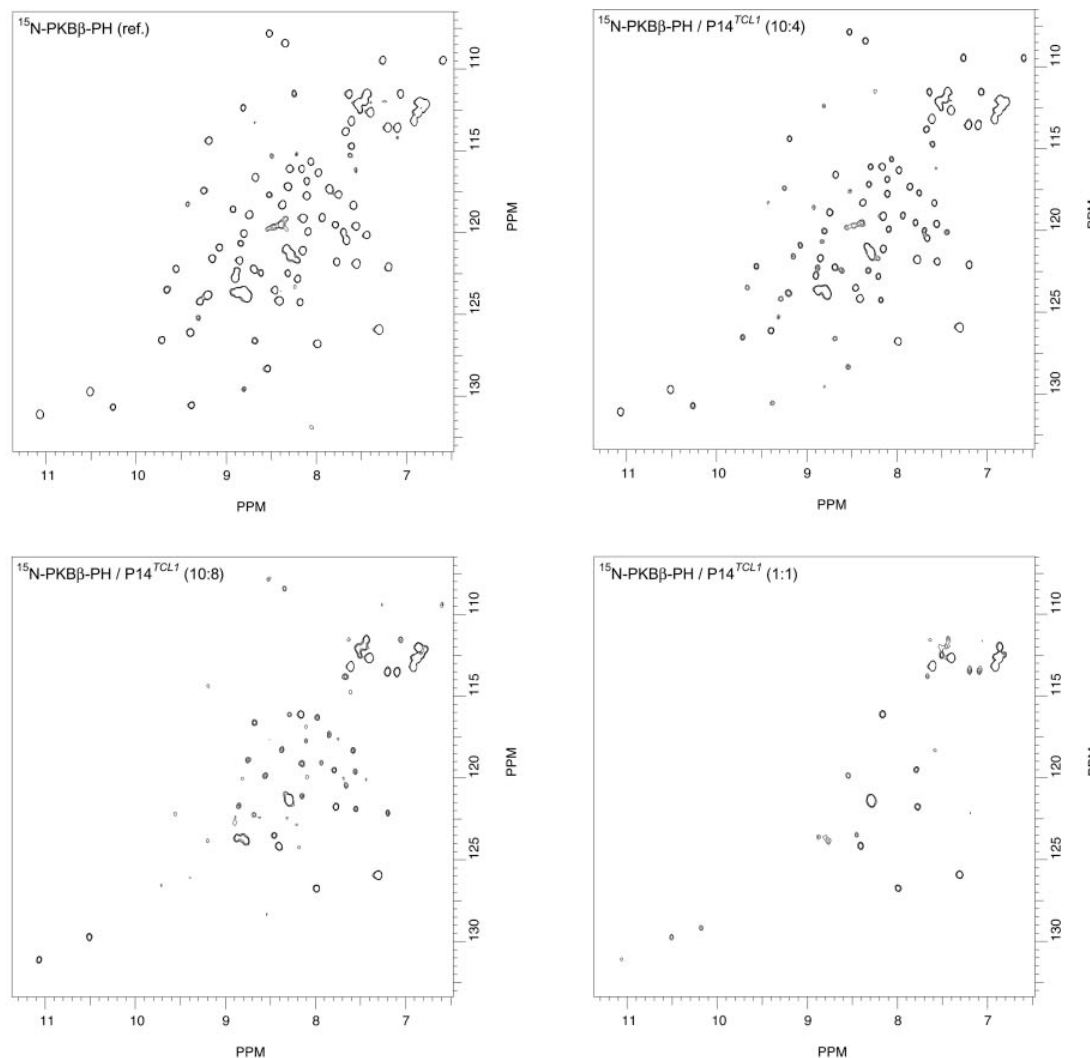 ¹⁵N-PKBβ-PH (ref.)
110
115
120
125
130
PPM
11 10 9 8 7
PPM
¹⁵N-PKBβ-PH / P14ᵀᶜᴸ¹ (10:4)
110
115
120
125
130
PPM
11 10 9 8 7
PPM
¹⁵N-PKBβ-PH / P14ᵀᶜᴸ¹ (10:8)
110
115
120
125
130
PPM
11 10 9 8 7
PPM
¹⁵N-PKBβ-PH / P14ᵀᶜᴸ¹ (1:1)
110
115
120
125
130
PPM
11 10 9 8 7
PPM